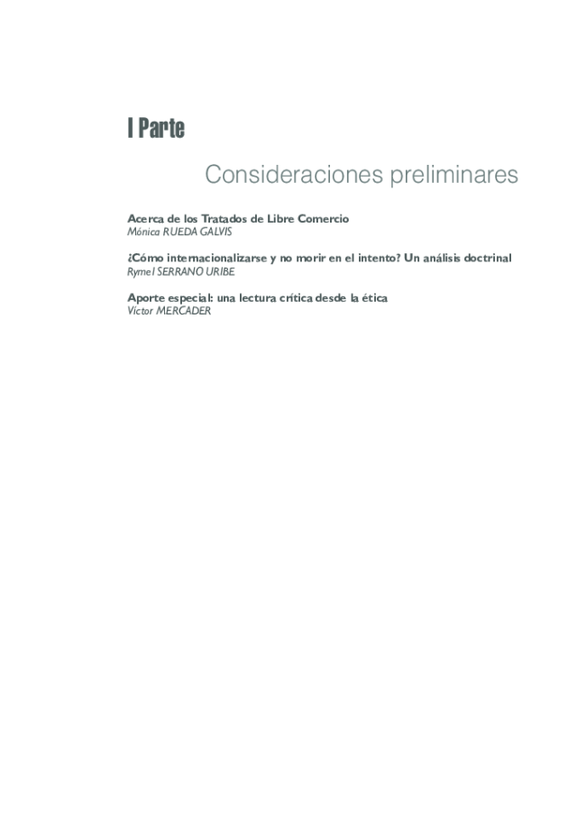 I Parte
Consideraciones preliminares
Acerca de los Tratados de Libre Comercio
Mónica RUEDA GALVIS
¿Cómo internacionalizarse y no morir en el intento? Un análisis doctrinal
Rymel SERRANO URIBE
Aporte especial: una lectura crítica desde la ética
Víctor MERCADER